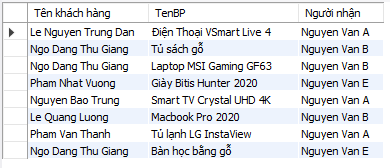 Tên khách hàng TenBP Người nhận
Le Nguyen Trung Dan Điện Thoại VSmart Live 4 Nguyen Van A
Ngo Dang Thu Giang Tủ sách gỗ Nguyen Van E
Ngo Dang Thu Giang Laptop MSI Gaming GF63 Nguyen Van B
Pham Nhat Vuong Giày Bitis Hunter 2020 Nguyen Van E
Nguyen Bao Trung Smart TV Crystal UHD 4K Nguyen Van A
Le Quang Luong Macbook Pro 2020 Nguyen Van B
Pham Van Thanh Tủ lạnh LG InstaView Nguyen Van A
Ngo Dang Thu Giang Bàn học bằng gỗ Nguyen Van E